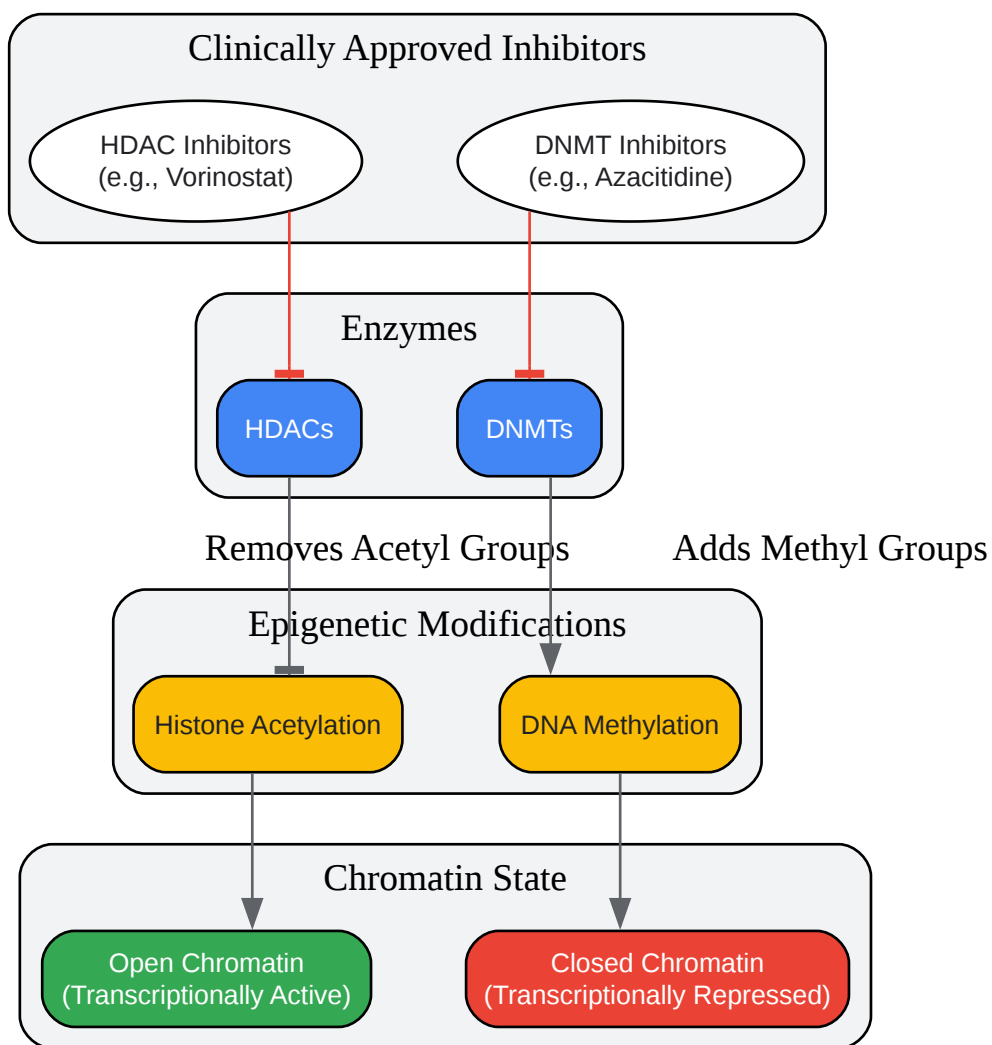 Clinically Approved Inhibitors
HDAC Inhibitors
(e.g., Vorinostat)
DNMT Inhibitors
(e.g., Azacitidine)
Enzymes
HDACs
DNMTs
Removes Acetyl Groups
Adds Methyl Groups
Epigenetic Modifications
Histone Acetylation
DNA Methylation
Chromatin State
Open Chromatin
(Transcriptionally Active)
Closed Chromatin
(Transcriptionally Repressed)